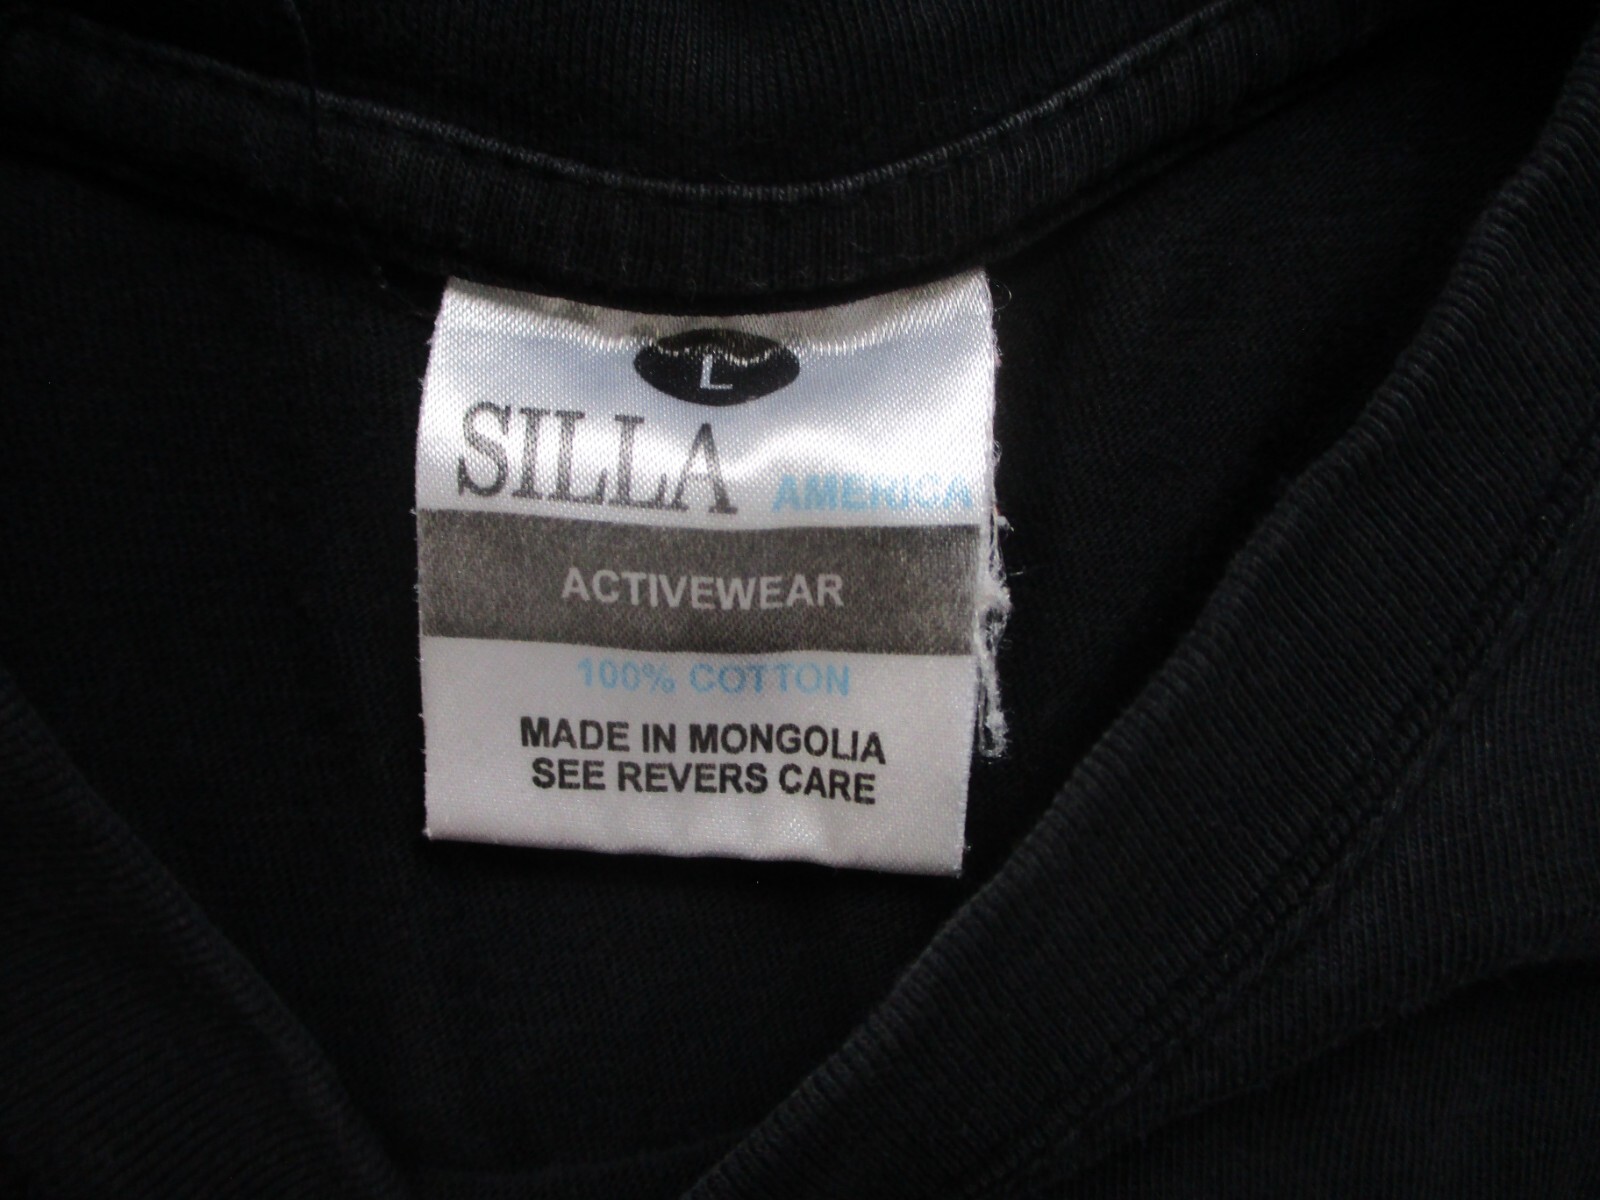 L
SILLA AMERICA
ACTIVEWEAR
100% COTTON
MADE IN MONGOLIA
SEE REVERS CARE